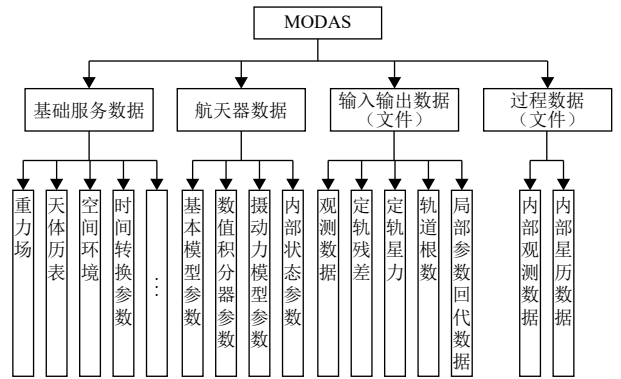 MODAS
基础服务数据
航天器数据
输入输出数据
（文件）
过程数据
（文件）
重力场
天体历表
空间环境
时间转换参数
…
基本模型参数
数值积分器参数
摄动力模型参数
内部状态参数
观测数据
定轨残差
定轨星力
轨道根数
局部参数回代数据
内部观测数据
内部星历数据